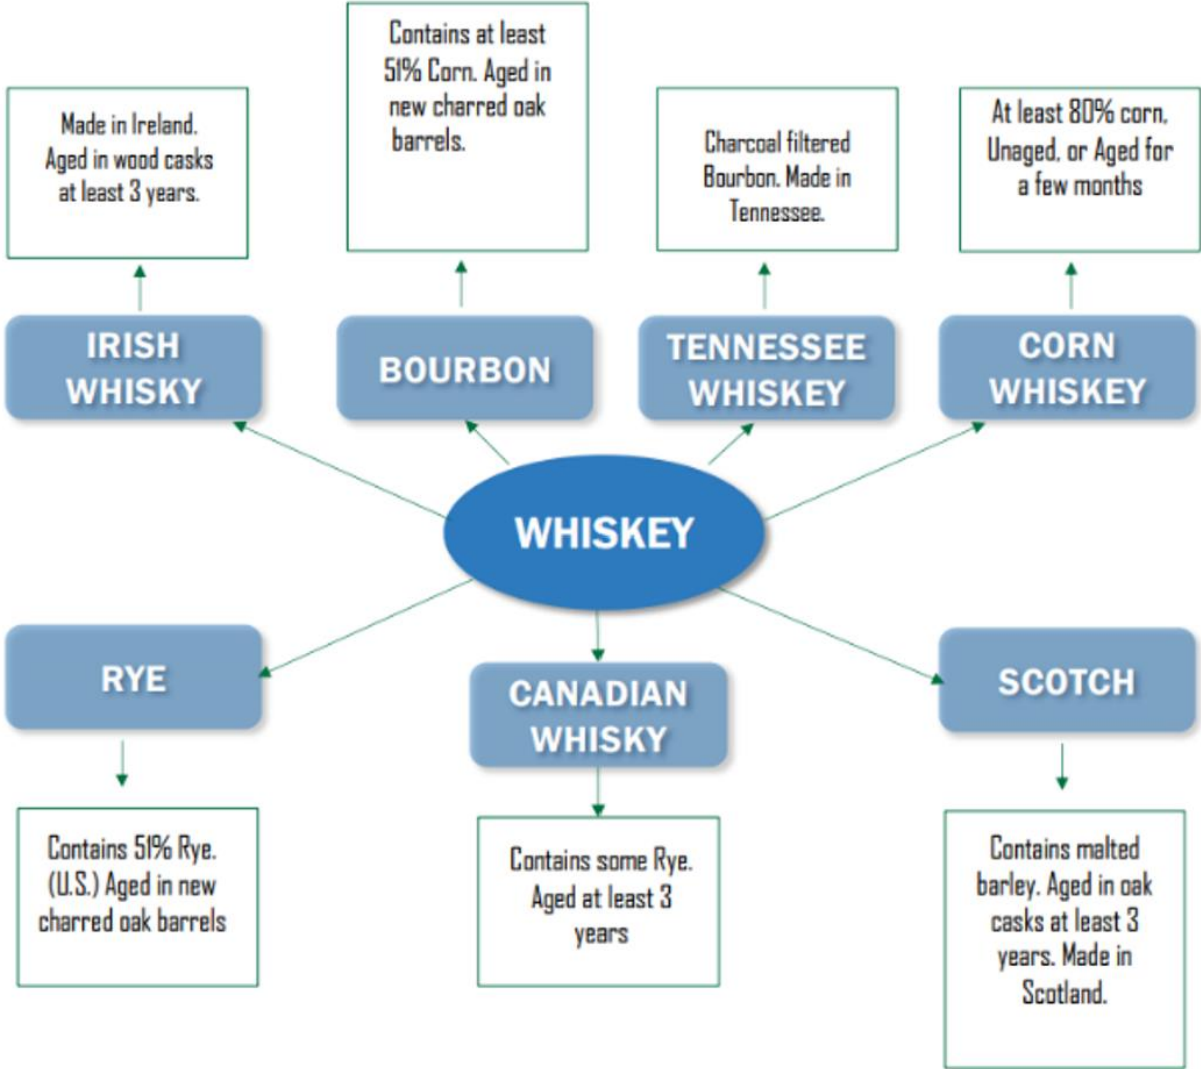 Contains at least
51% Corn. Aged in
new charred oak
barrels.
Made in Ireland.
Aged in wood casks
at least 3 years.
Charcoal filtered
Bourbon. Made in
Tennessee.
At least 80% corn,
Unaged, or Aged for
a few months
IRISH
WHISKY
BOURBON
TENNESSEE
WHISKEY
CORN
WHISKEY
WHISKEY
RYE
CANADIAN
WHISKY
SCOTCH
Contains 51% Rye.
(U.S.) Aged in new
charred oak barrels
Contains some Rye.
Aged at least 3
years
Contains malted
barley. Aged in oak
casks at least 3
years. Made in
Scotland.